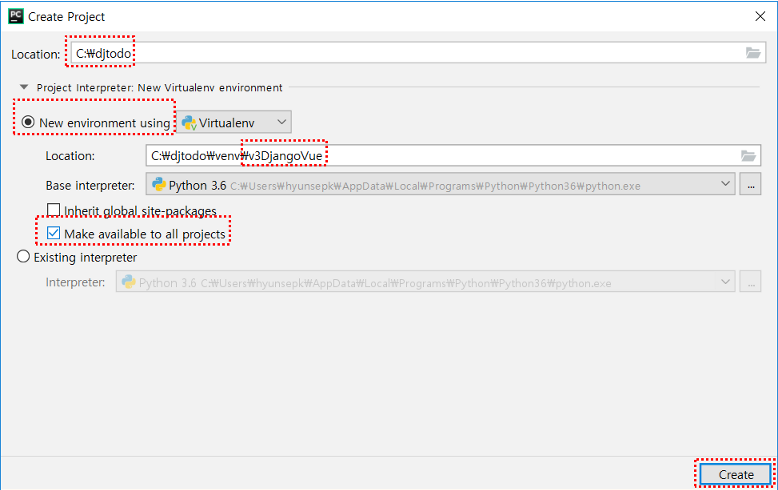 PC
Create Project
Location: C:₩djtodo
Project Interpreter: New Virtualenv environment
New environment using Virtualenv
Location: C:₩djtodo₩venv₩v3DjangoVue
Base interpreter: Python 3.6 C:₩Users₩hyunsepk₩AppData₩Local₩Programs₩Python₩Python36₩python.exe ...
Inherit global site-packages
Make available to all projects
Existing interpreter
Interpreter: Python 3.6 C:₩Users₩hyunsepk₩AppData₩Local₩Programs₩Python₩Python36₩python.exe ...
Create